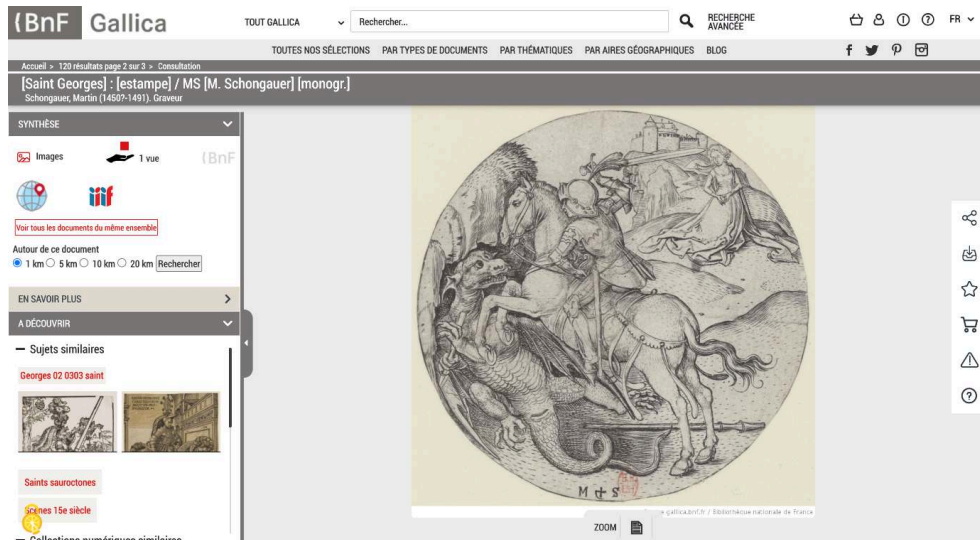 {BnF Gallica
TOUT GALLICA
Rechercher...
RECHERCHE
AVANCÉE
FR
TOUTES NOS SÉLECTIONS PAR TYPES DE DOCUMENTS PAR THÉMATIQUES PAR AIRES GÉOGRAPHIQUES BLOG
Accueil > 120 résultats page 2 sur 3 > Consultation
[Saint Georges] : [estampe] / MS [M. Schongauer] [monogr.]
Schongauer, Martin (1450?-1491). Graveur
SYNTHÈSE
Images
1 vue
{BnF
iiif
Voir tous les documents du même ensemble
Autour de ce document
1 km 5 km 10 km 20 km Rechercher
EN SAVOIR PLUS
A DÉCOUVRIR
Sujets similaires
Georges 02 0303 saint
Saints sauroctones
Scènes 15e siècle
Collections numériques similaires
M S
gallica.bnf.fr / Bibliothèque nationale de France
ZOOM